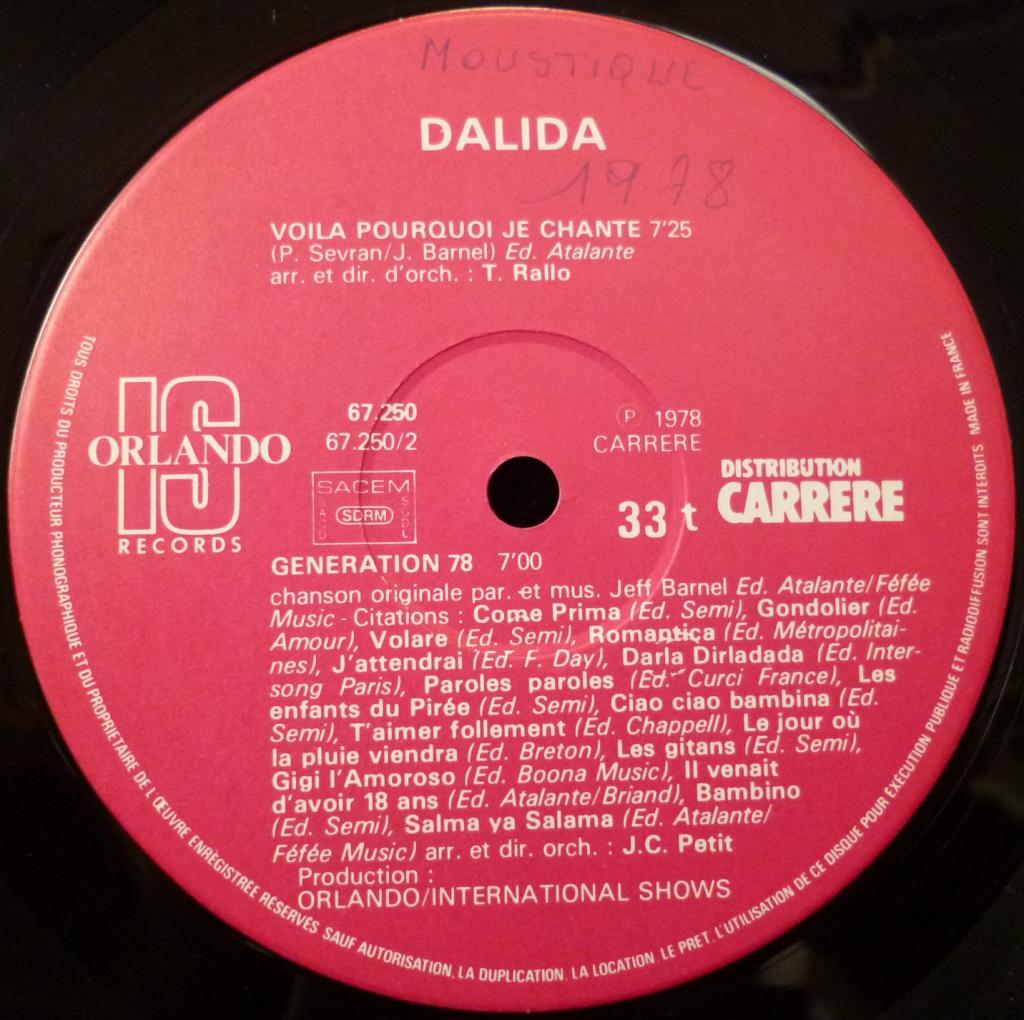 MOUSTIQUE
DALIDA
1978
VOILA POURQUOI JE CHANTE 7'25
(P. Sevran/J. Barnel) Ed. Atalante
arr. et dir. d'orch. : T. Rallo
IS
ORLANDO
RECORDS
67.250
67.250/2
SACEM
SDRM
Ⓟ 1978
CARRERE
33 t
DISTRIBUTION
CARRERE
GENERATION 78 7'00
chanson originale par. et mus. Jeff Barnel Ed. Atalante/Féfée
Music - Citations : Come Prima (Ed. Semi), Gondolier (Ed.
Amour), Volare (Ed. Semi), Romantica (Ed. Métropolitai-
nes), J'attendrai (Ed. F. Day), Darla Dirladada (Ed. Inter-
song Paris), Paroles paroles (Ed. Curci France), Les
enfants du Pirée (Ed. Semi), Ciao ciao bambina (Ed.
Semi), T'aimer follement (Ed. Chappell), Le jour où
la pluie viendra (Ed. Breton), Les gitans (Ed. Semi),
Gigi l'Amoroso (Ed. Boona Music), Il venait
d'avoir 18 ans (Ed. Atalante/Briand), Bambino
(Ed. Semi), Salma ya Salama (Ed. Atalante/
Féfée Music) arr. et dir. orch. : J.C. Petit
Production :
ORLANDO/INTERNATIONAL SHOWS
TOUS DROITS DU PRODUCTEUR PHONOGRAPHIQUE ET DU PROPRIETAIRE DE L'ŒUVRE ENREGISTREE RESERVES SAUF AUTORISATION, LA DUPLICATION, LA LOCATION, LE PRET, L'UTILISATION DE CE DISQUE POUR EXECUTION PUBLIQUE ET RADIODIFFUSION SONT INTERDITS MADE IN FRANCE